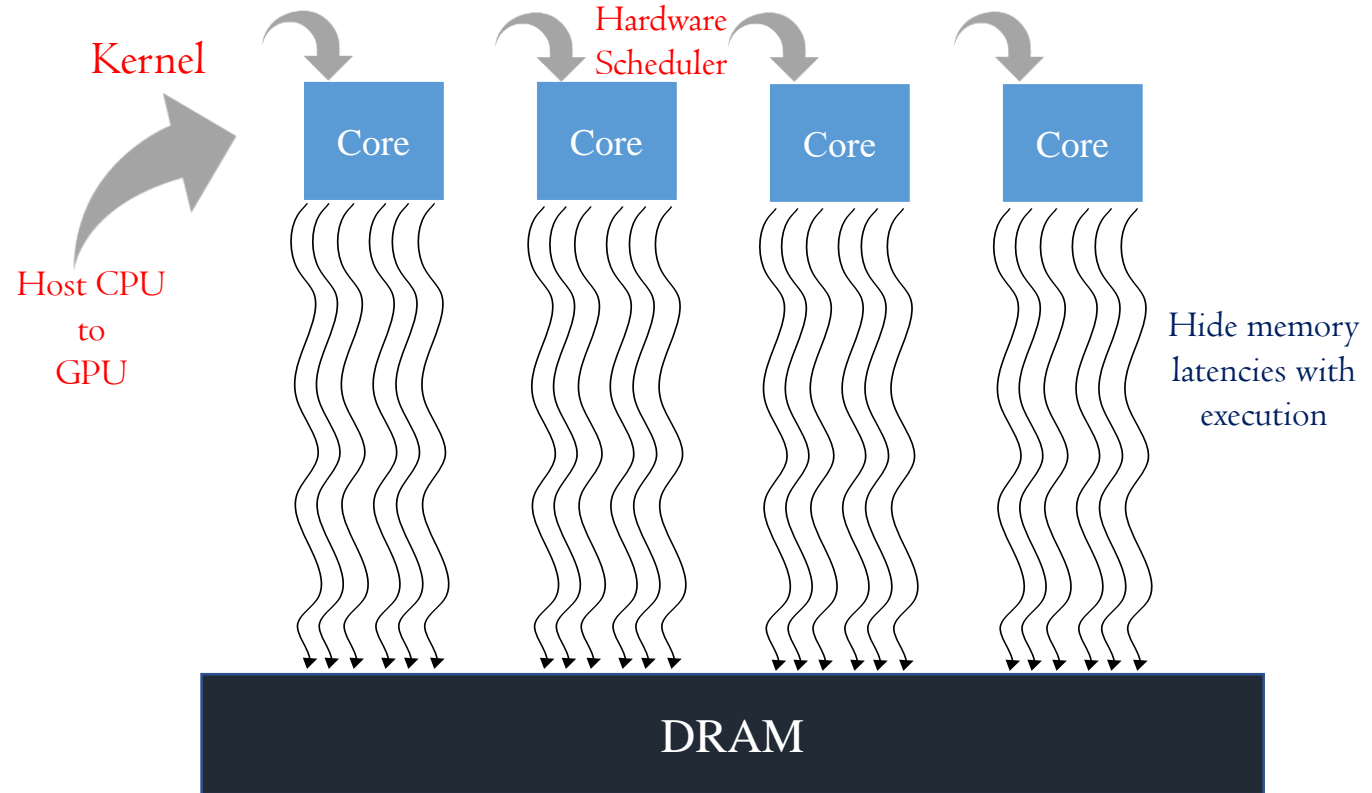 Kernel
Hardware
Scheduler
Core
Core
Core
Core
Host CPU
to
GPU
Hide memory
latencies with
execution
DRAM